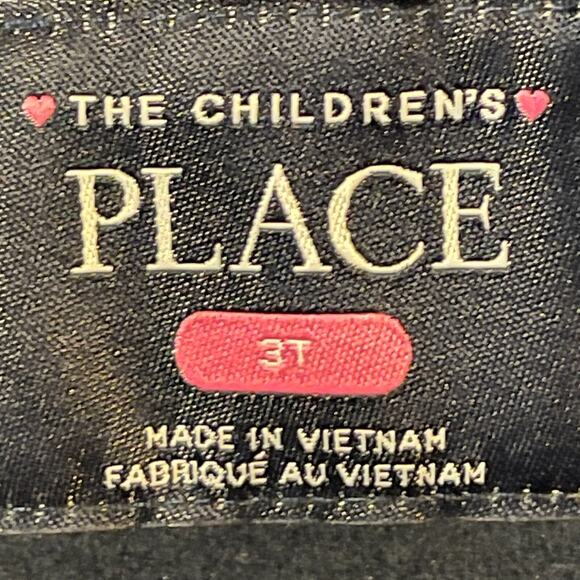 THE CHILDREN'S
PLACE
3T
MADE IN VIETNAM
FABRIQUÉ AU VIETNAM